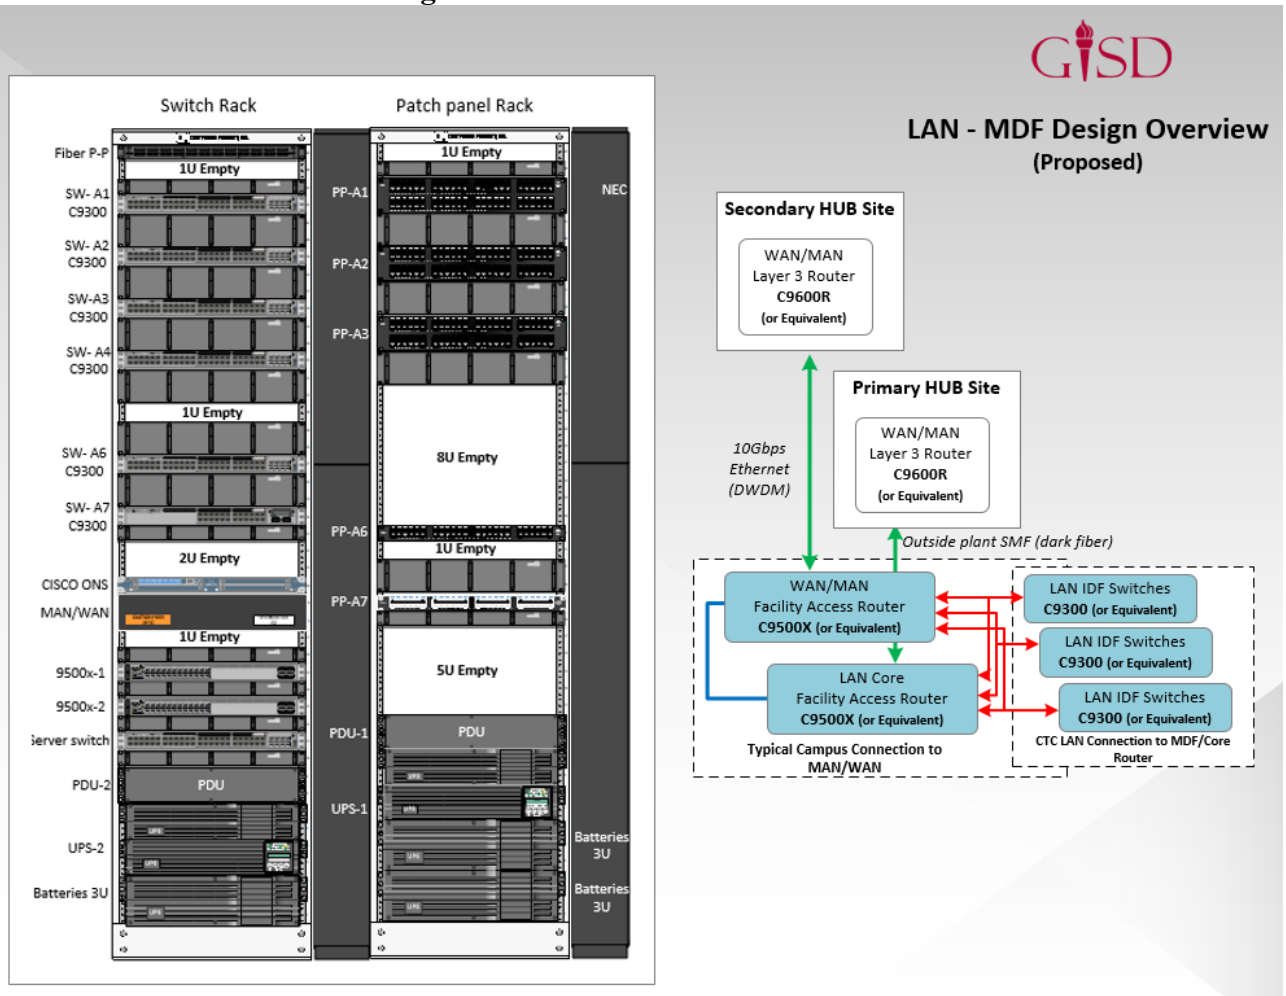 GISD
LAN - MDF Design Overview
(Proposed)
Switch Rack
Patch panel Rack
Fiber P-P
1U Empty
SW- A1
C9300
SW- A2
C9300
SW-A3
C9300
SW- A4
C9300
1U Empty
SW- A6
C9300
SW- A7
C9300
2U Empty
CISCO ONS
MAN/WAN
1U Empty
9500x-1
9500x-2
Server switch
PDU-2
PDU
UPS
UPS-2
UPS
Batteries 3U
UPS
1U Empty
PP-A1
NEC
PP-A2
PP-A3
8U Empty
PP-A6
1U Empty
PP-A7
5U Empty
PDU-1
PDU
UPS
UPS-1
UPS
UPS
Batteries
3U
UPS
Batteries
3U
Secondary HUB Site
WAN/MAN
Layer 3 Router
C9600R
(or Equivalent)
Primary HUB Site
WAN/MAN
Layer 3 Router
C9600R
(or Equivalent)
10Gbps
Ethernet
(DWDM)
Outside plant SMF (dark fiber)
WAN/MAN
Facility Access Router
C9500X (or Equivalent)
LAN Core
Facility Access Router
C9500X (or Equivalent)
Typical Campus Connection to
MAN/WAN
LAN IDF Switches
C9300 (or Equivalent)
LAN IDF Switches
C9300 (or Equivalent)
LAN IDF Switches
C9300 (or Equivalent)
CTC LAN Connection to MDF/Core
Router